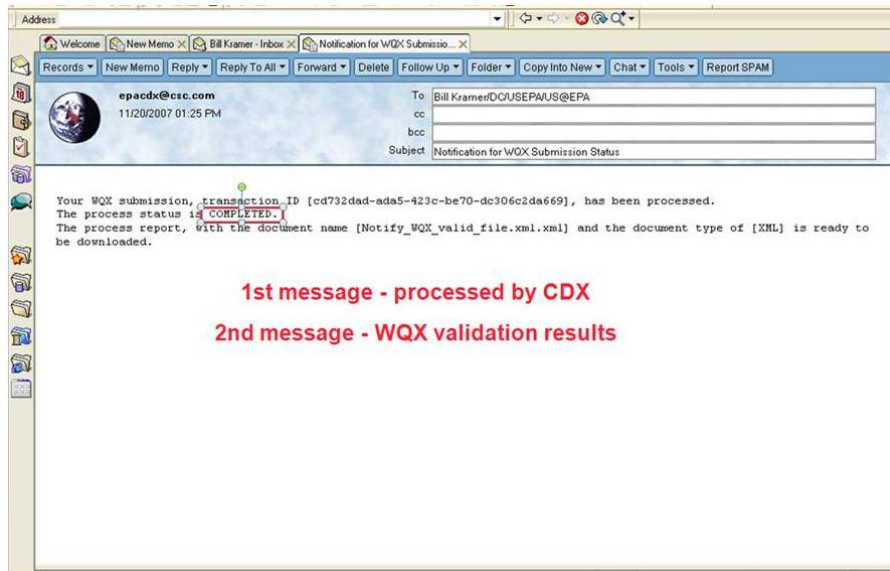 Address
Welcome New Memo Bill Kramer - Inbox Notification for WQX Submissio...
Records New Memo Reply Reply To All Forward Delete Follow Up Folder Copy Into New Chat Tools Report SPAM
epacdx@csc.com
11/20/2007 01:25 PM
To Bill Kramer/DC/USEPA/US@EPA
cc
bcc
Subject Notification for WQX Submission Status
Your WQX submission, transaction ID [cd732dad-ada5-423c-be70-dc306c2da669], has been processed.
The process status is COMPLETED.
The process report, with the document name [Notify_WQX_valid_file.xml.xml] and the document type of [XML] is ready to
be downloaded.
1st message - processed by CDX
2nd message - WQX validation results